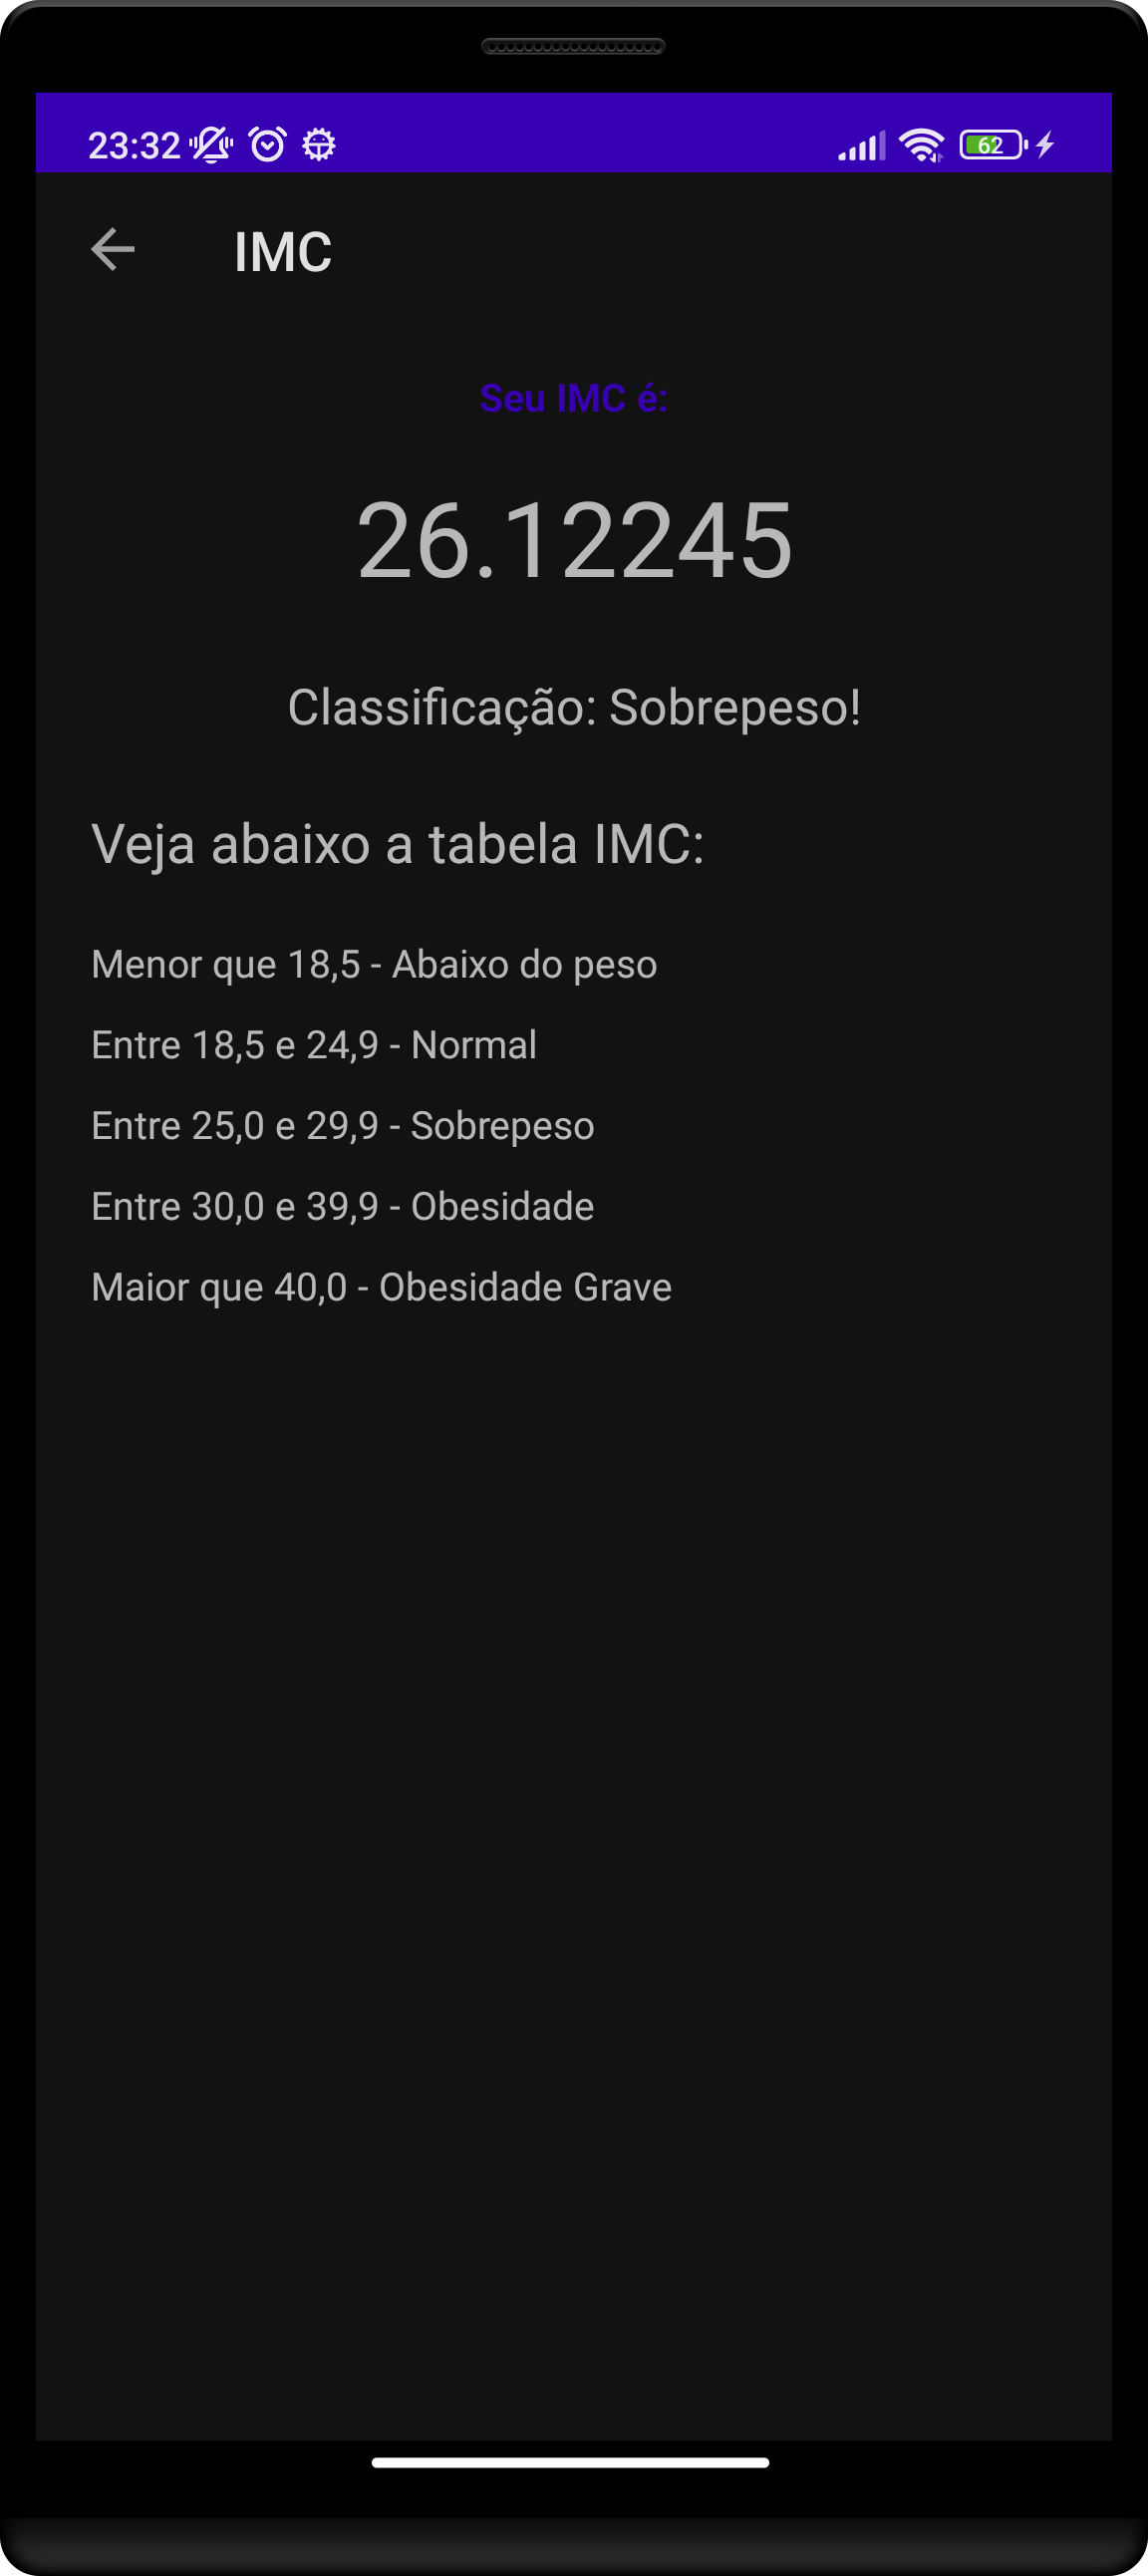 23:32
62
IMC
Seu IMC é:
26.12245
Classificação: Sobrepeso!
Veja abaixo a tabela IMC:
Menor que 18,5 - Abaixo do peso
Entre 18,5 e 24,9 - Normal
Entre 25,0 e 29,9 - Sobrepeso
Entre 30,0 e 39,9 - Obesidade
Maior que 40,0 - Obesidade Grave